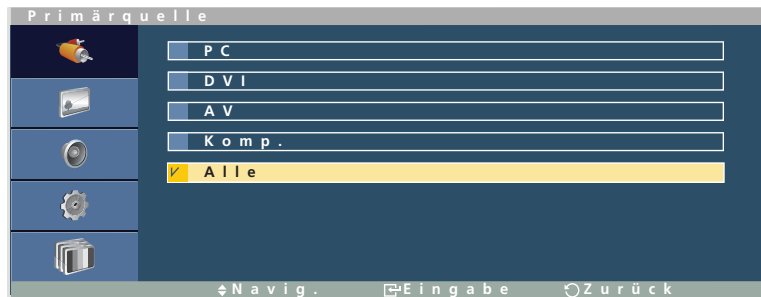 Primärquelle
PC
DVI
AV
Komp.
Alle
Navig. Eingabe Zurück